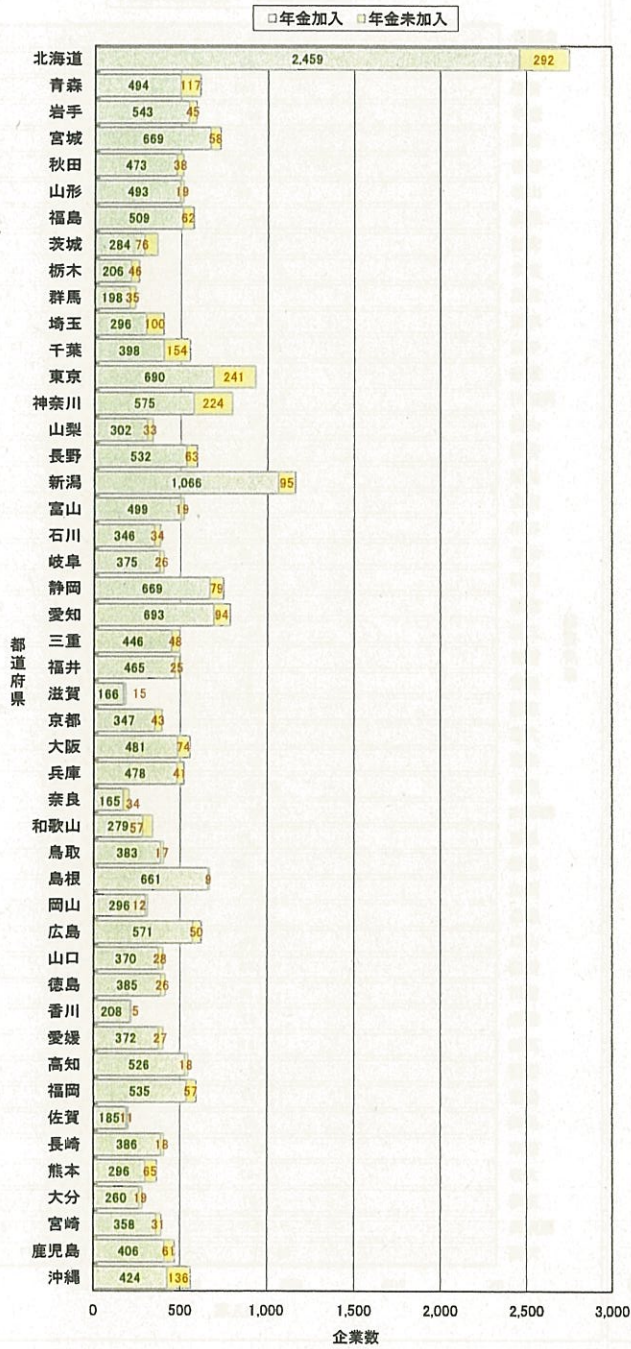 □年金加入 □年金未加入
北海道 2,459 292
青森 494 117
岩手 543 45
宮城 669 58
秋田 473 38
山形 493 19
福島 509 62
茨城 284 76
栃木 206 46
群馬 198 35
埼玉 296 100
千葉 398 154
東京 690 241
神奈川 575 224
山梨 302 33
長野 532 63
新潟 1,066 95
富山 499 19
石川 346 34
岐阜 375 26
静岡 669 79
愛知 693 94
三重 446 48
福井 465 25
滋賀 166 15
京都 347 43
大阪 481 74
兵庫 478 41
奈良 165 34
和歌山 279 57
鳥取 383 17
島根 661 9
岡山 296 12
広島 571 50
山口 370 28
徳島 385 26
香川 208 5
愛媛 372 27
高知 526 18
福岡 535 57
佐賀 185 11
長崎 386 18
熊本 296 65
大分 260 19
宮崎 358 31
鹿児島 406 61
沖縄 424 136
都道府県
0 500 1,000 1,500 2,000 2,500 3,000
企業数